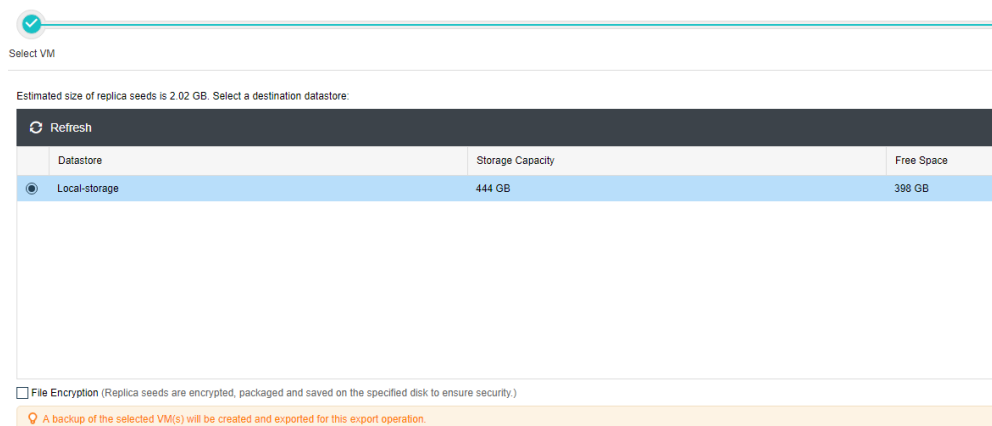 Select VM
Estimated size of replica seeds is 2.02 GB. Select a destination datastore:
Refresh
Datastore Storage Capacity Free Space
Local-storage 444 GB 398 GB
File Encryption (Replica seeds are encrypted, packaged and saved on the specified disk to ensure security.)
A backup of the selected VM(s) will be created and exported for this export operation.